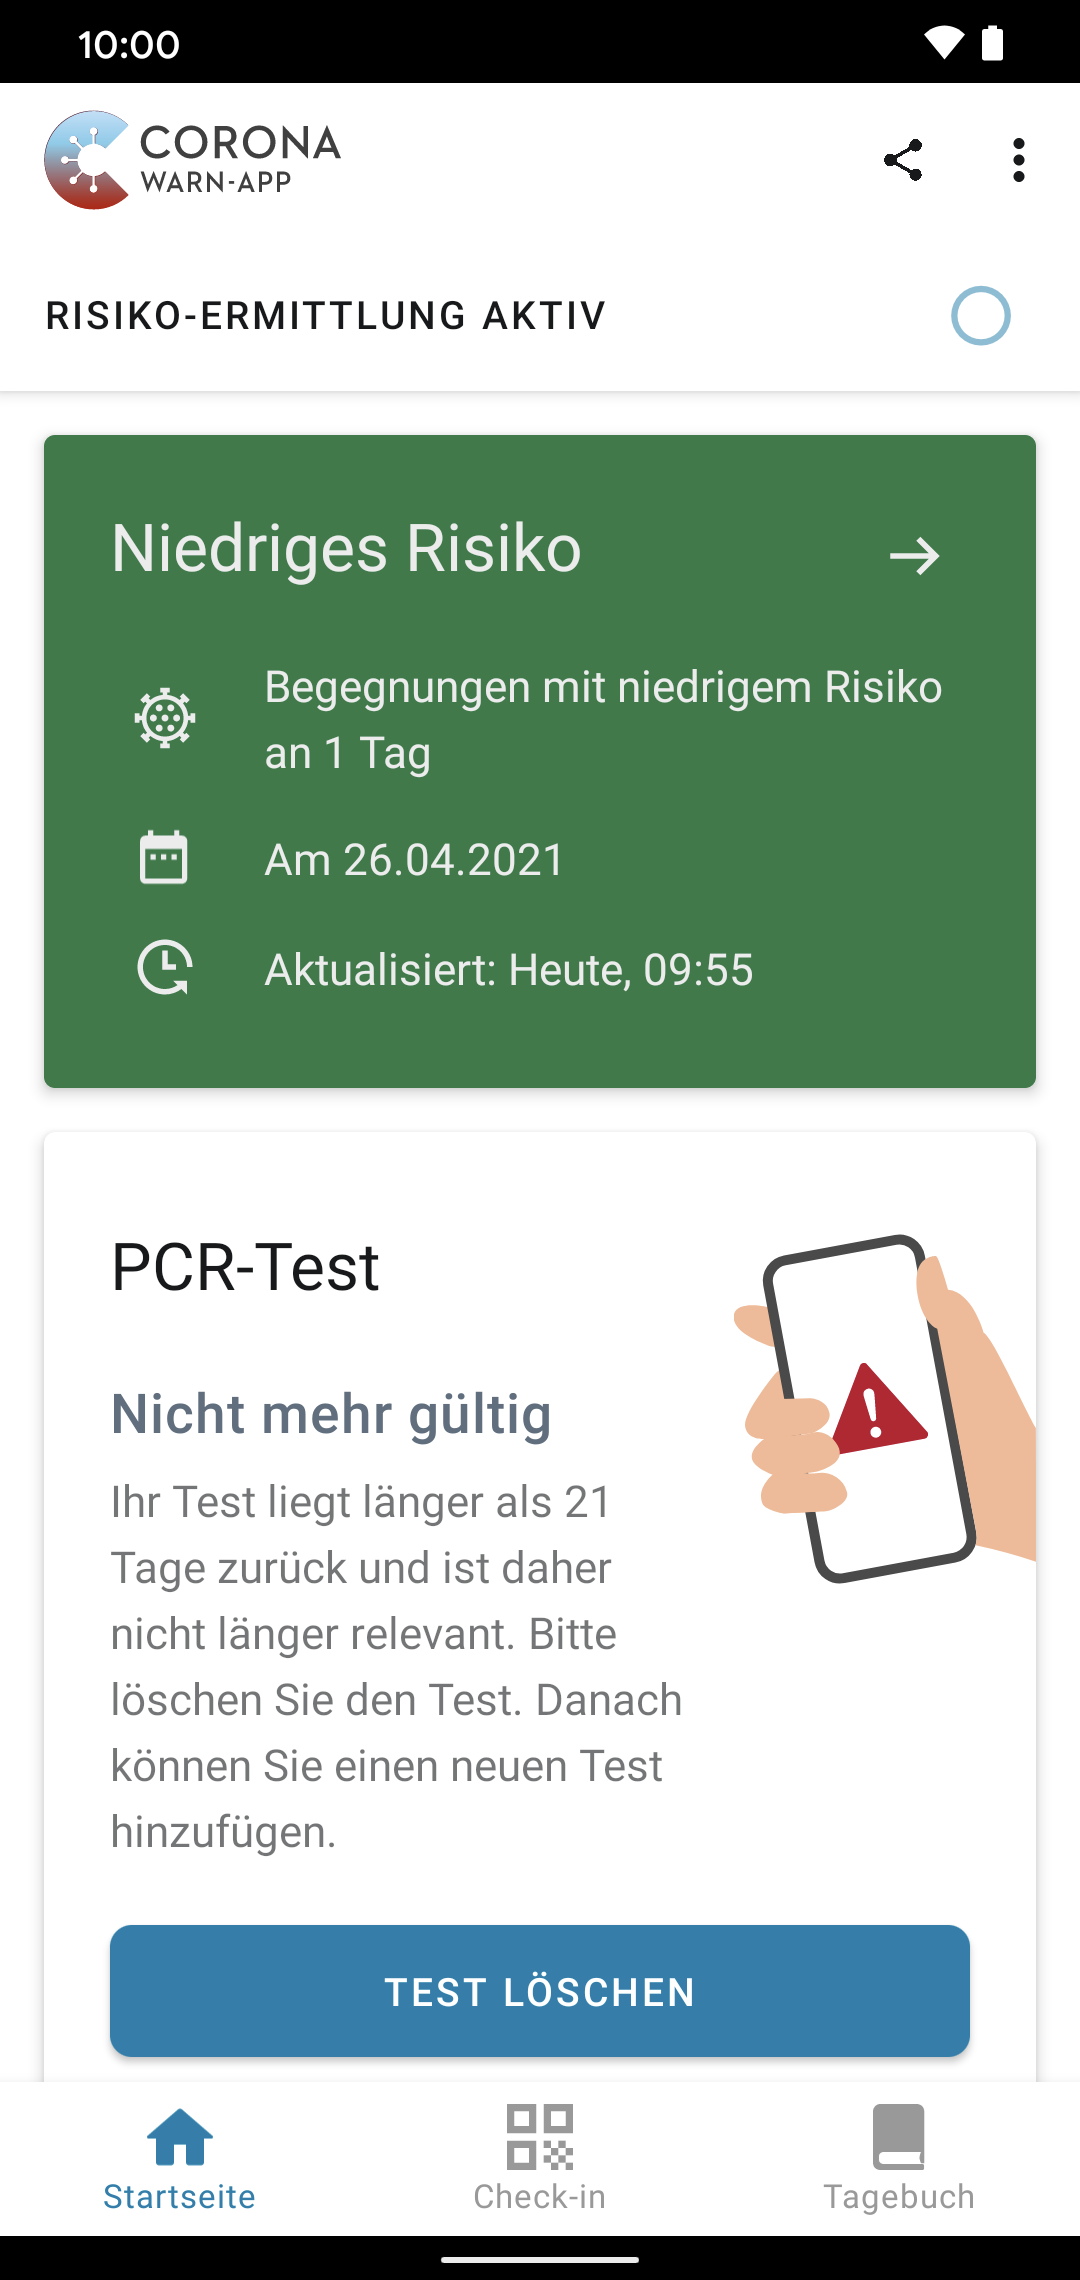 10:00
CORONA
WARN-APP
RISIKO-ERMITTLUNG AKTIV
Niedriges Risiko
Begegnungen mit niedrigem Risiko
an 1 Tag
Am 26.04.2021
Aktualisiert: Heute, 09:55
PCR-Test
Nicht mehr gültig
Ihr Test liegt länger als 21
Tage zurück und ist daher
nicht länger relevant. Bitte
löschen Sie den Test. Danach
können Sie einen neuen Test
hinzufügen.
TEST LÖSCHEN
Startseite
Check-in
Tagebuch